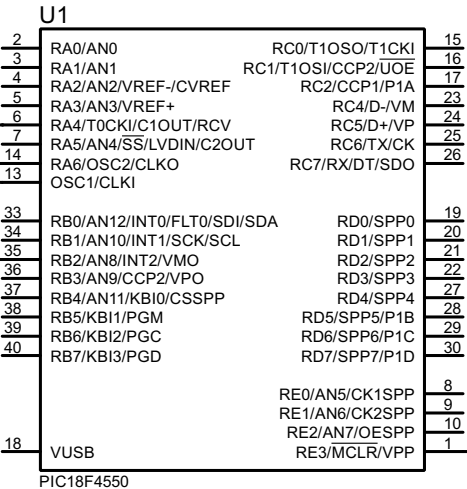 U1
2 RA0/AN0 RC0/T1OSO/T1CKI 15
3 RA1/AN1 RC1/T1OSI/CCP2/UOE 16
4 RA2/AN2/VREF-/CVREF RC2/CCP1/P1A 17
5 RA3/AN3/VREF+ RC4/D-/VM 23
6 RA4/T0CKI/C1OUT/RCV RC5/D+/VP 24
7 RA5/AN4/SS/LVDIN/C2OUT RC6/TX/CK 25
14 RA6/OSC2/CLKO RC7/RX/DT/SDO 26
13 OSC1/CLKI
33 RB0/AN12/INT0/FLT0/SDI/SDA RD0/SPP0 19
34 RB1/AN10/INT1/SCK/SCL RD1/SPP1 20
35 RB2/AN8/INT2/VMO RD2/SPP2 21
36 RB3/AN9/CCP2/VPO RD3/SPP3 22
37 RB4/AN11/KBI0/CSSPP RD4/SPP4 27
38 RB5/KBI1/PGM RD5/SPP5/P1B 28
39 RB6/KBI2/PGC RD6/SPP6/P1C 29
40 RB7/KBI3/PGD RD7/SPP7/P1D 30
RE0/AN5/CK1SPP 8
RE1/AN6/CK2SPP 9
RE2/AN7/OESPP 10
18 VUSB RE3/MCLR/VPP 1
PIC18F4550